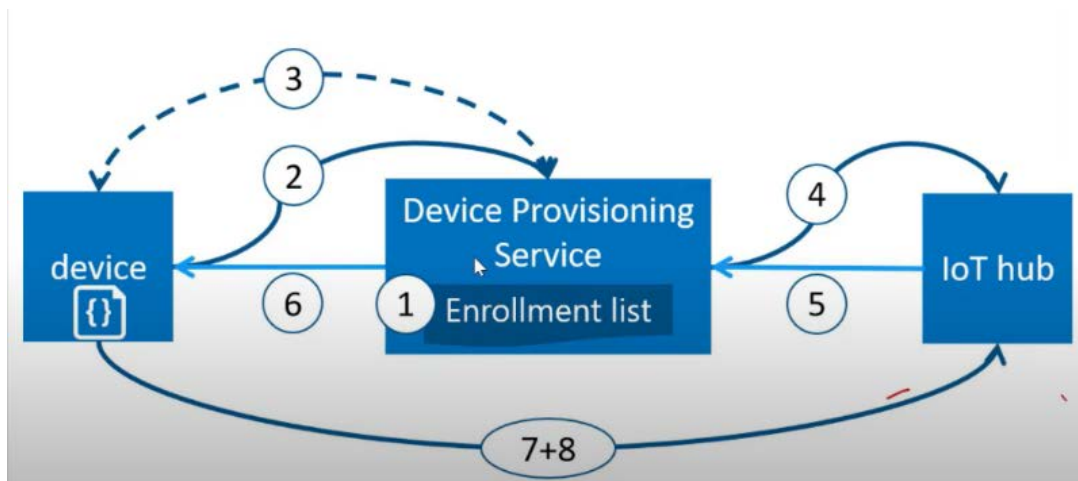 3
2
4
Device Provisioning
Service
device
IoT hub
{}
6
1
Enrollment list
5
7+8